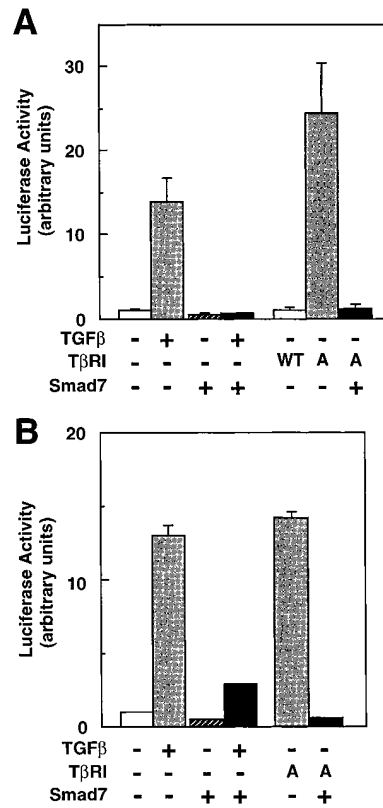 A
Luciferase Activity
(arbitrary units)
30
20
10
0
TGFβ - + - + - - -
TβRI - - - - WT A A
Smad7 - - + + - - +
B
Luciferase Activity
(arbitrary units)
20
10
0
TGFβ - + - + - -
TβRI - - - - A A
Smad7 - - + + - +